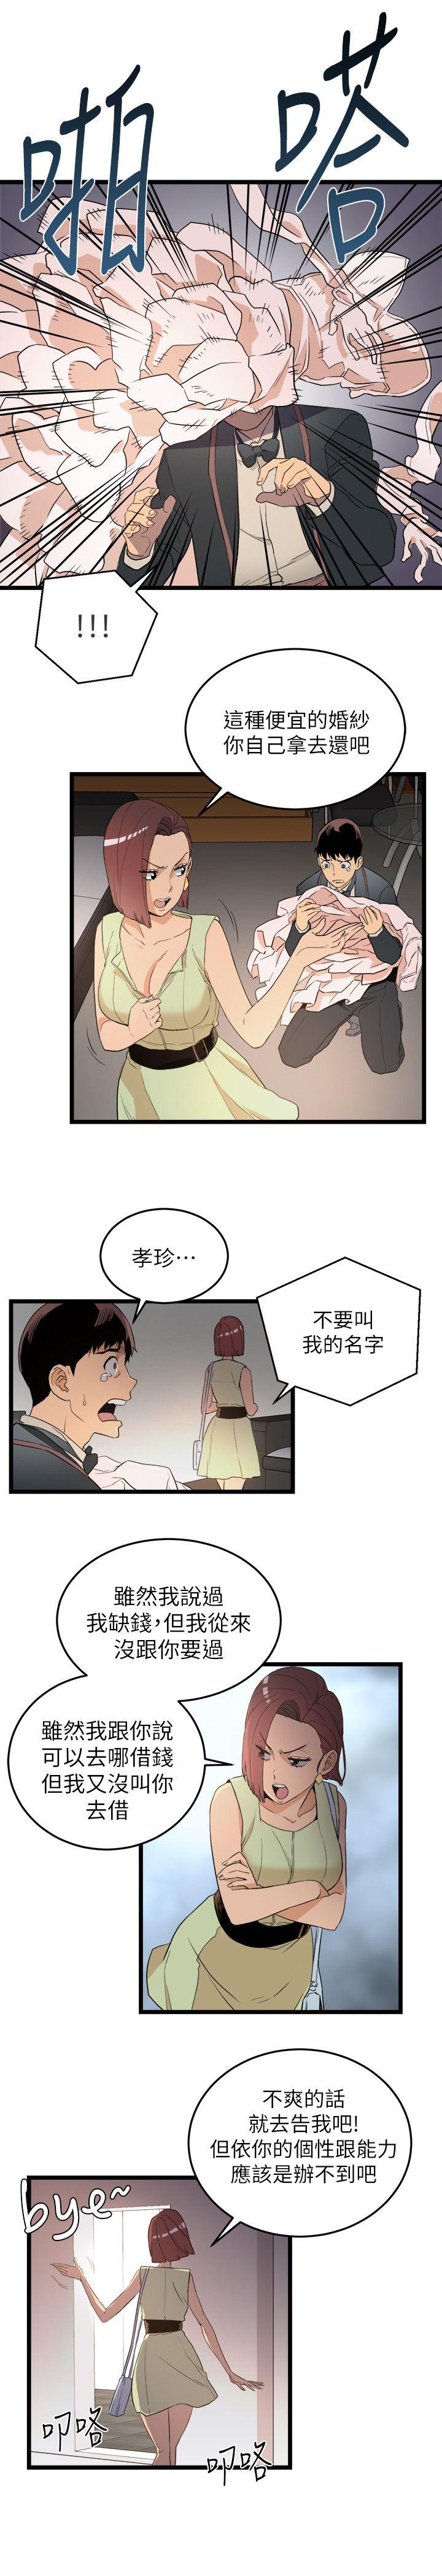 啪
嗒
!!!
這種便宜的婚紗
你自己拿去還吧
孝珍…
不要叫
我的名字
雖然我說過
我缺錢，但我從來
沒跟你要過
雖然我跟你說
可以去哪借錢
但我又沒叫你
去借
不爽的話
就去告我吧!
但依你的個性跟能力
應該是辦不到吧
bye~
叩咯
叩咯